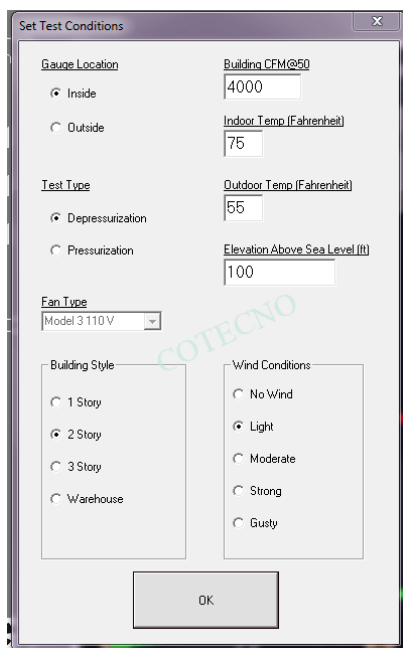 Set Test Conditions
x
Gauge Location
Inside
Outside
Building CFM@50
4000
Indoor Temp (Fahrenheit)
75
Test Type
Depressurization
Pressurization
Outdoor Temp (Fahrenheit)
55
Elevation Above Sea Level (ft)
100
Fan Type
Model 3 110 V
COTECNO
Building Style
1 Story
2 Story
3 Story
Warehouse
Wind Conditions
No Wind
Light
Moderate
Strong
Gusty
OK